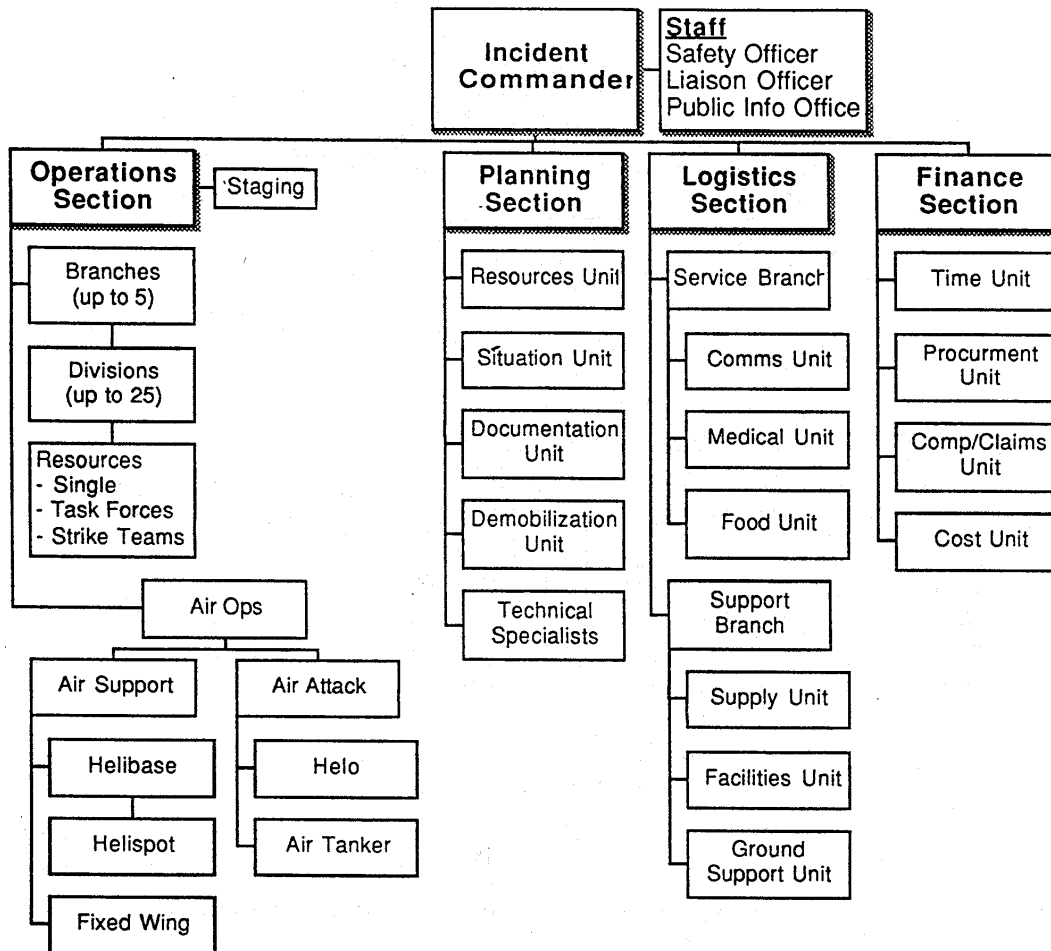 Incident
Commander
Staff
Safety Officer
Liaison Officer
Public Info Office
Operations
Section
Staging
Planning
Section
Logistics
Section
Finance
Section
Branches
(up to 5)
Divisions
(up to 25)
Resources
- Single
- Task Forces
- Strike Teams
Air Ops
Air Support
Air Attack
Helibase
Helispot
Fixed Wing
Helo
Air Tanker
Resources Unit
Situation Unit
Documentation
Unit
Demobilization
Unit
Technical
Specialists
Service Branch
Comms Unit
Medical Unit
Food Unit
Support
Branch
Supply Unit
Facilities Unit
Ground
Support Unit
Time Unit
Procurment
Unit
Comp/Claims
Unit
Cost Unit